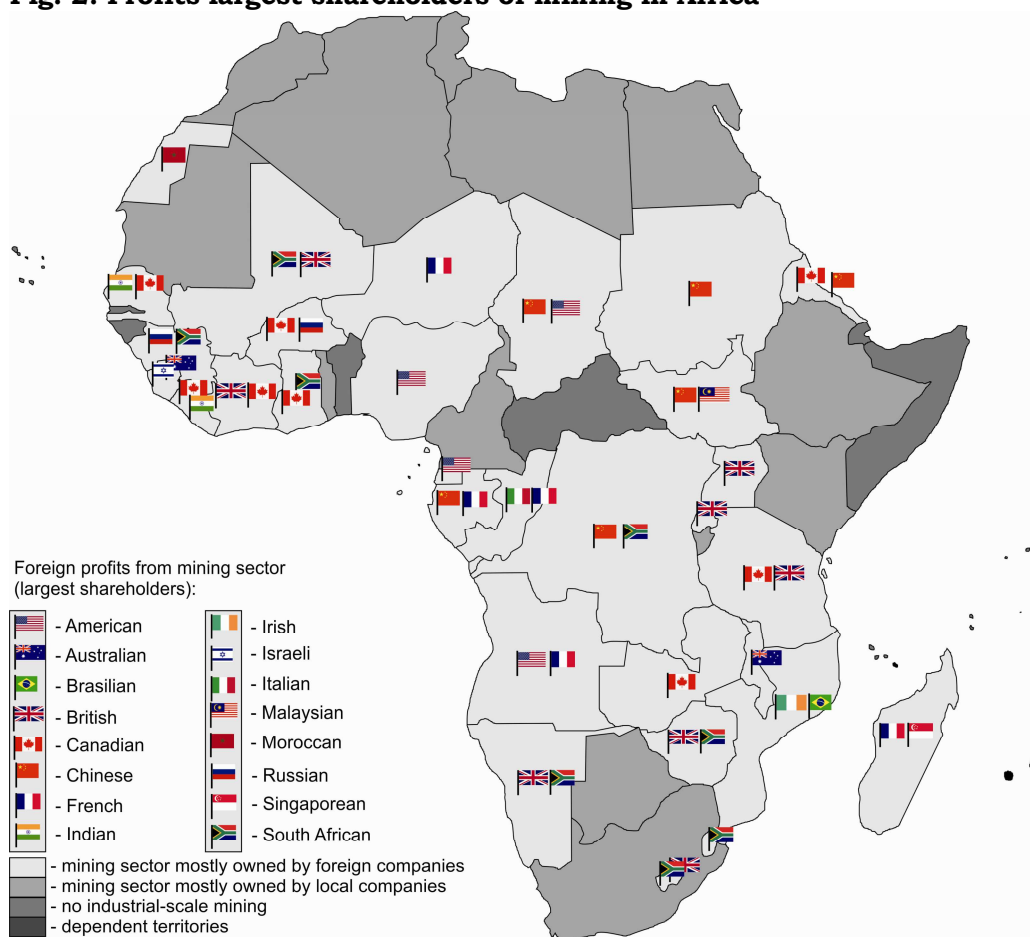 Fig. 2. Profits largest shareholders of mining in Africa
Foreign profits from mining sector
(largest shareholders):
- American
- Australian
- Brasilian
- British
- Canadian
- Chinese
- French
- Indian
- Irish
- Israeli
- Italian
- Malaysian
- Moroccan
- Russian
- Singaporean
- South African
- mining sector mostly owned by foreign companies
- mining sector mostly owned by local companies
- no industrial-scale mining
- dependent territories